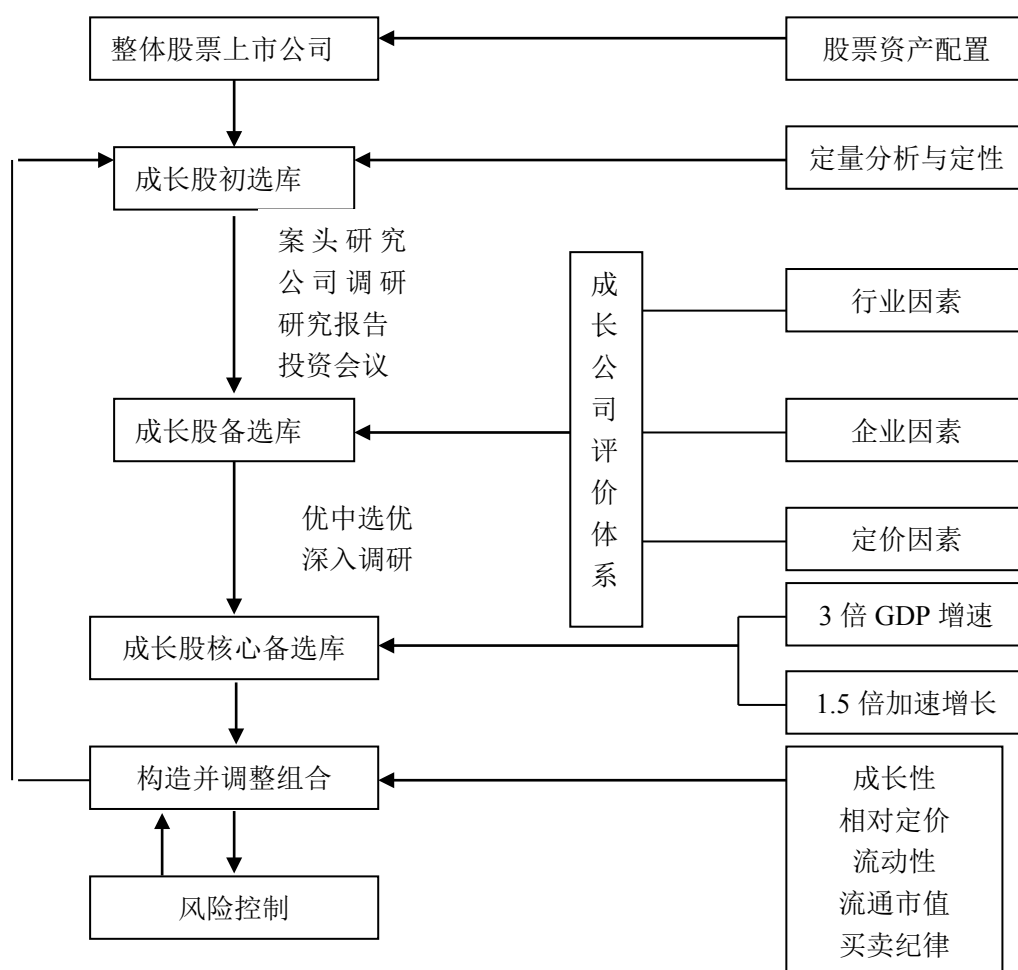 整体股票上市公司
股票资产配置
成长股初选库
定量分析与定性
案头研究
公司调研
研究报告
投资会议
成长公司评价体系
行业因素
成长股备选库
企业因素
优中选优
深入调研
定价因素
3 倍 GDP 增速
成长股核心备选库
1.5 倍加速增长
构造并调整组合
成长性
相对定价
流动性
流通市值
买卖纪律
风险控制